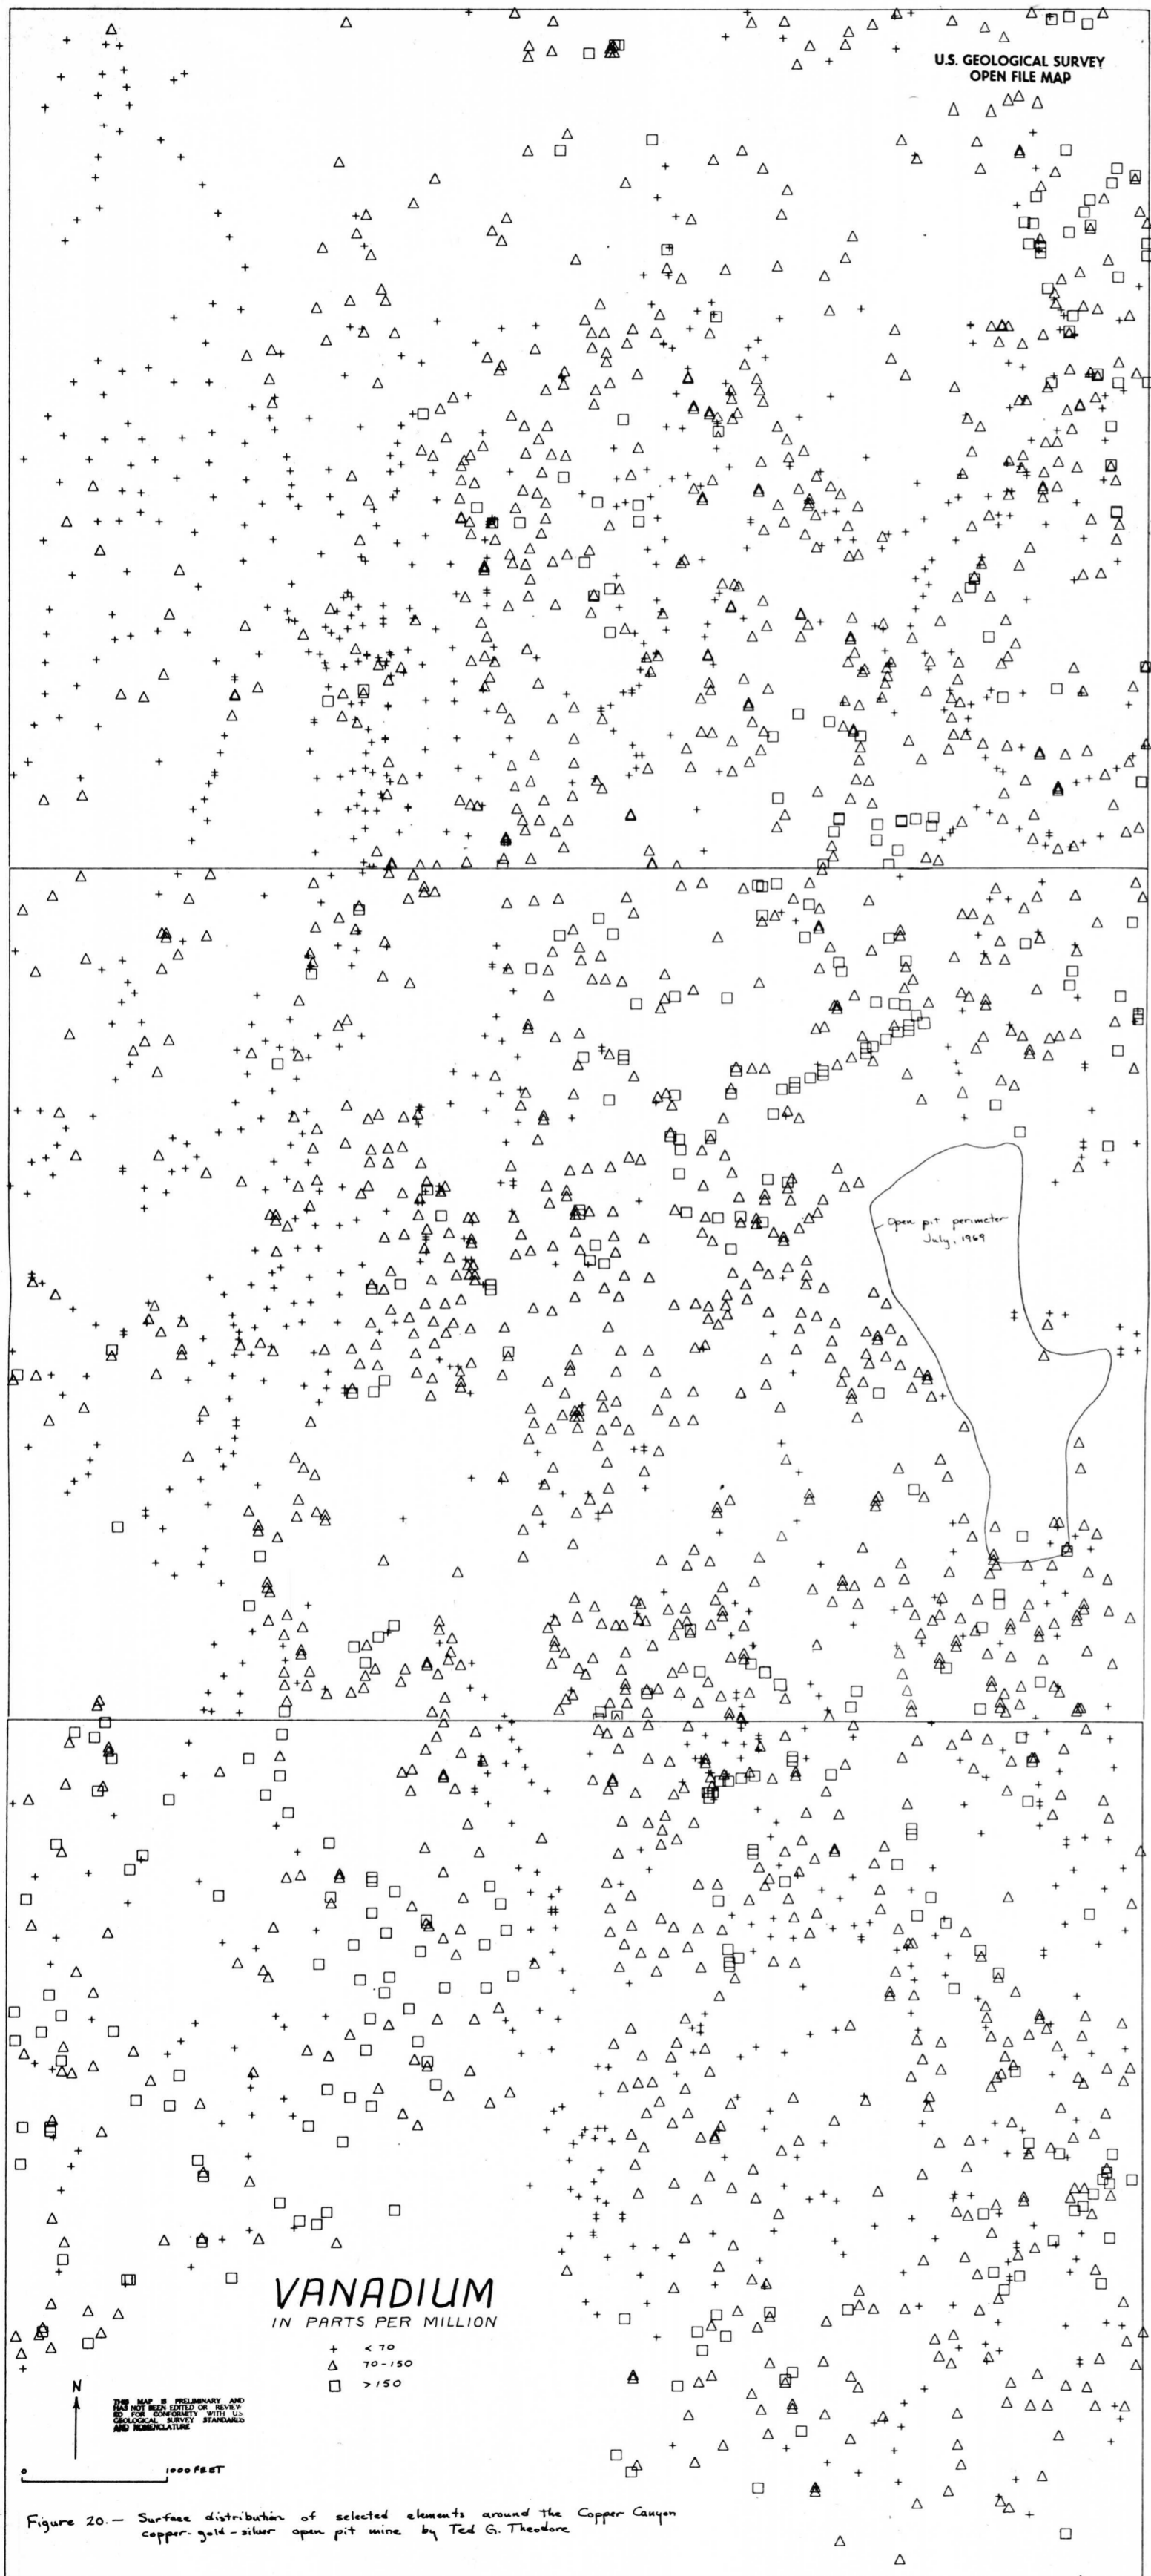 U.S. GEOLOGICAL SURVEY
OPEN FILE MAP
Open pit perimeter
July, 1969
VANADIUM
IN PARTS PER MILLION
+ < 70
△ 70-150
□ > 150
N
THIS MAP IS PRELIMINARY AND
HAS NOT BEEN EDITED OR REVIEW-
ED FOR CONFORMITY WITH U.S.
GEOLOGICAL SURVEY STANDARDS
AND NOMENCLATURE
0 1000 FEET
Figure 20.— Surface distribution of selected elements around the Copper Canyon
copper-gold-silver open pit mine by Ted G. Theodore